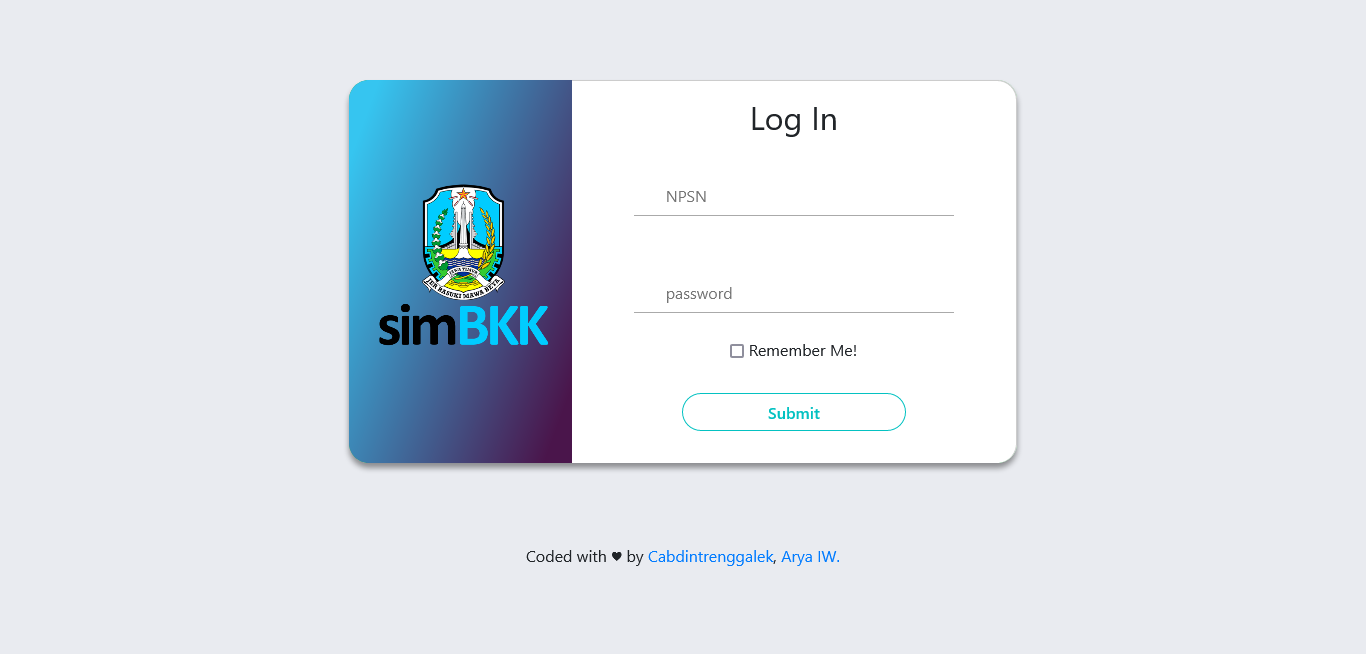 Log In
NPSN
password
Remember Me!
Submit
JAWA TIMUR
JER BASUKI MAWA BEYA
simBKK
Coded with ♥ by Cabdintrenggalek, Arya IW.